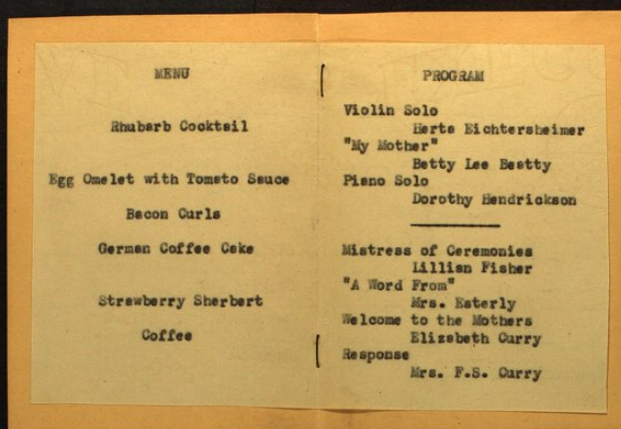 MENU
Rhubarb Cocktail
Egg Omelet with Tomato Sauce
Bacon Curls
German Coffee Cake
Strawberry Sherbert
Coffee
PROGRAM
Violin Solo
Herta Eichtersheimer
"My Mother"
Betty Lee Beatty
Piano Solo
Dorothy Hendrickson
Mistress of Ceremonies
Lillian Fisher
"A Word From"
Mrs. Esterly
Welcome to the Mothers
Elizabeth Curry
Response
Mrs. F.S. Curry